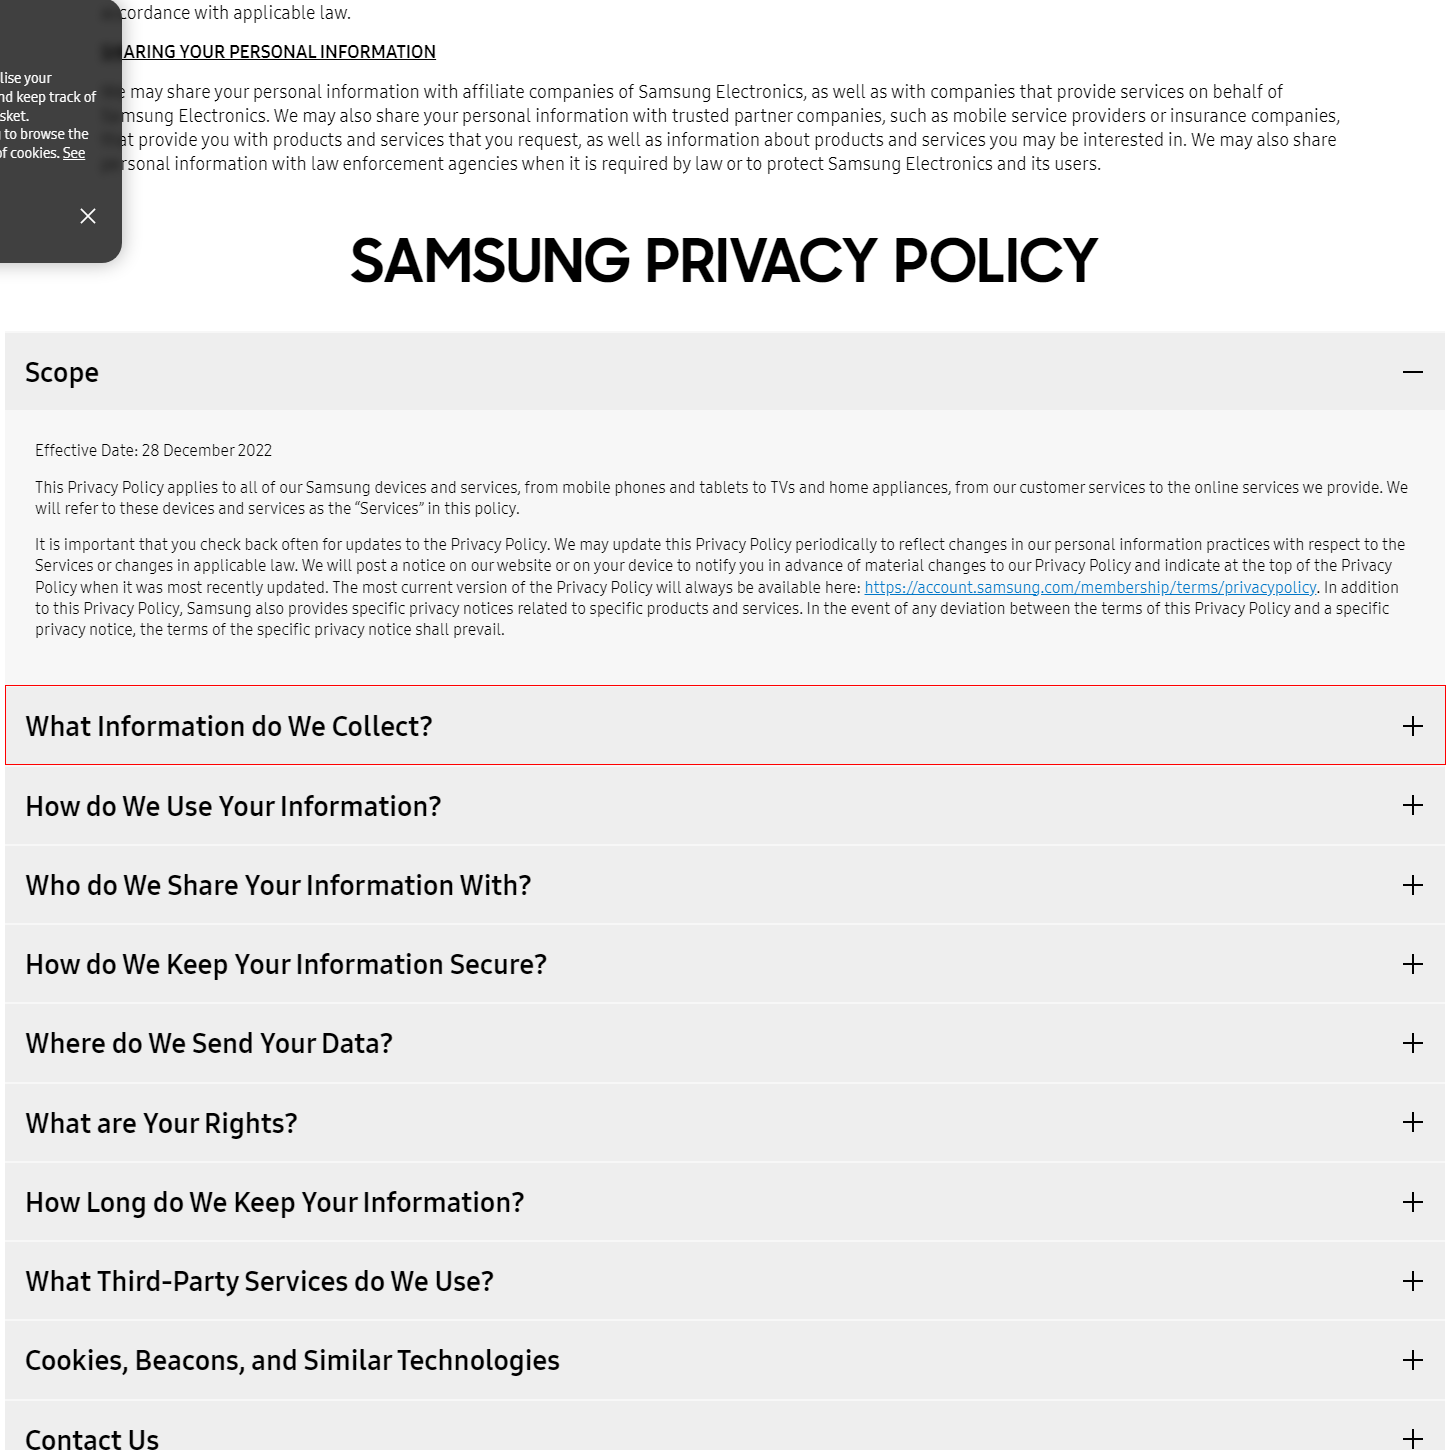 accordance with applicable law.
SHARING YOUR PERSONAL INFORMATION
lise your
nd keep track of
sket.
to browse the
of cookies. See
We may share your personal information with affiliate companies of Samsung Electronics, as well as with companies that provide services on behalf of
Samsung Electronics. We may also share your personal information with trusted partner companies, such as mobile service providers or insurance companies,
that provide you with products and services that you request, as well as information about products and services you may be interested in. We may also share
personal information with law enforcement agencies when it is required by law or to protect Samsung Electronics and its users.
SAMSUNG PRIVACY POLICY
Scope
Effective Date: 28 December 2022
This Privacy Policy applies to all of our Samsung devices and services, from mobile phones and tablets to TVs and home appliances, from our customer services to the online services we provide. We
will refer to these devices and services as the “Services” in this policy.
It is important that you check back often for updates to the Privacy Policy. We may update this Privacy Policy periodically to reflect changes in our personal information practices with respect to the
Services or changes in applicable law. We will post a notice on our website or on your device to notify you in advance of material changes to our Privacy Policy and indicate at the top of the Privacy
Policy when it was most recently updated. The most current version of the Privacy Policy will always be available here: https://account.samsung.com/membership/terms/privacypolicy. In addition
to this Privacy Policy, Samsung also provides specific privacy notices related to specific products and services. In the event of any deviation between the terms of this Privacy Policy and a specific
privacy notice, the terms of the specific privacy notice shall prevail.
What Information do We Collect?
How do We Use Your Information?
Who do We Share Your Information With?
How do We Keep Your Information Secure?
Where do We Send Your Data?
What are Your Rights?
How Long do We Keep Your Information?
What Third-Party Services do We Use?
Cookies, Beacons, and Similar Technologies
Contact Us